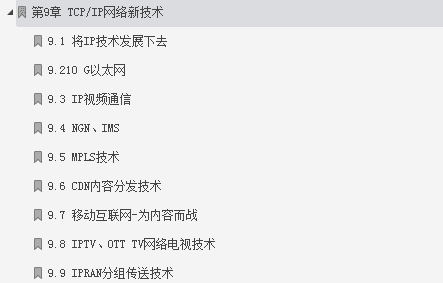 第9章 TCP/IP网络新技术
9.1 将IP技术发展下去
9.210 G以太网
9.3 IP视频通信
9.4 NGN、IMS
9.5 MPLS技术
9.6 CDN内容分发技术
9.7 移动互联网-为内容而战
9.8 IPTV、OTT TV网络电视技术
9.9 IPRAN分组传送技术